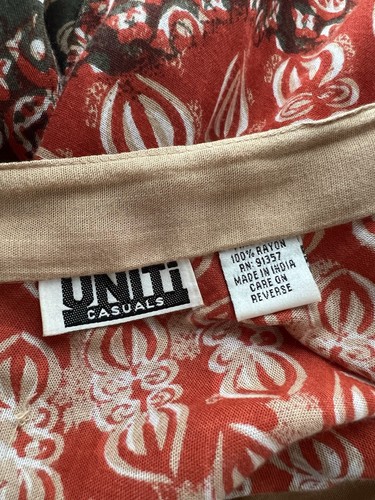 UNITi
CASUALS
100% RAYON
RN: 91357
MADE IN INDIA
CARE ON
REVERSE